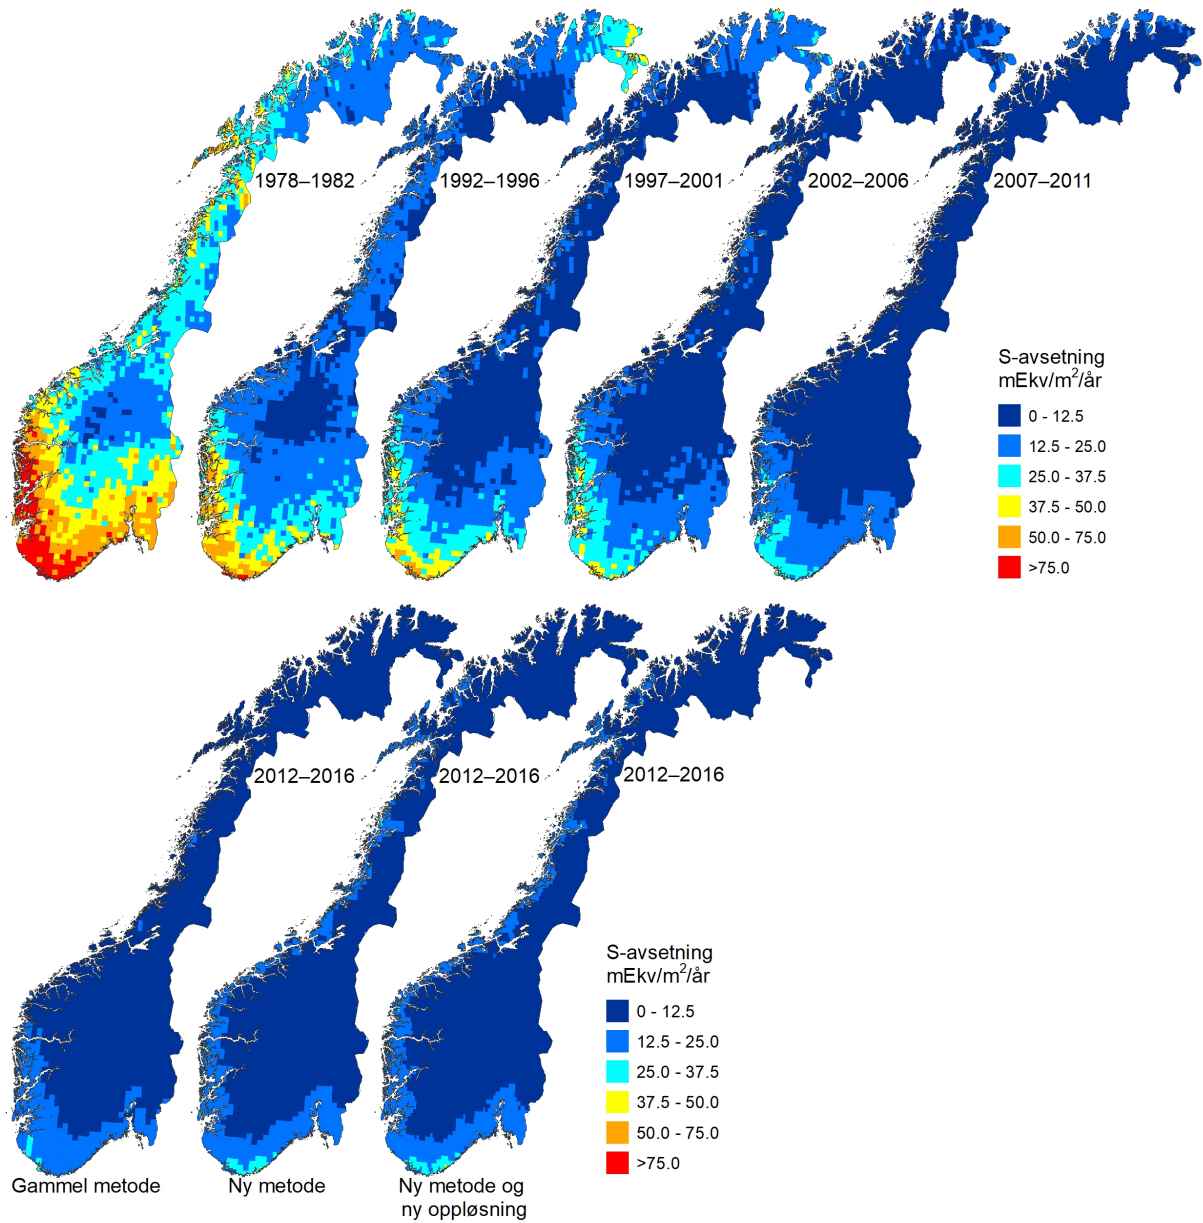 1978–1982
1992–1996
1997–2001
2002–2006
2007–2011
S-avsetning
mEkv/m²/år
0 - 12.5
12.5 - 25.0
25.0 - 37.5
37.5 - 50.0
50.0 - 75.0
>75.0
2012–2016
2012–2016
2012–2016
S-avsetning
mEkv/m²/år
0 - 12.5
12.5 - 25.0
25.0 - 37.5
37.5 - 50.0
50.0 - 75.0
>75.0
Gammel metode
Ny metode
Ny metode og
ny oppløsning